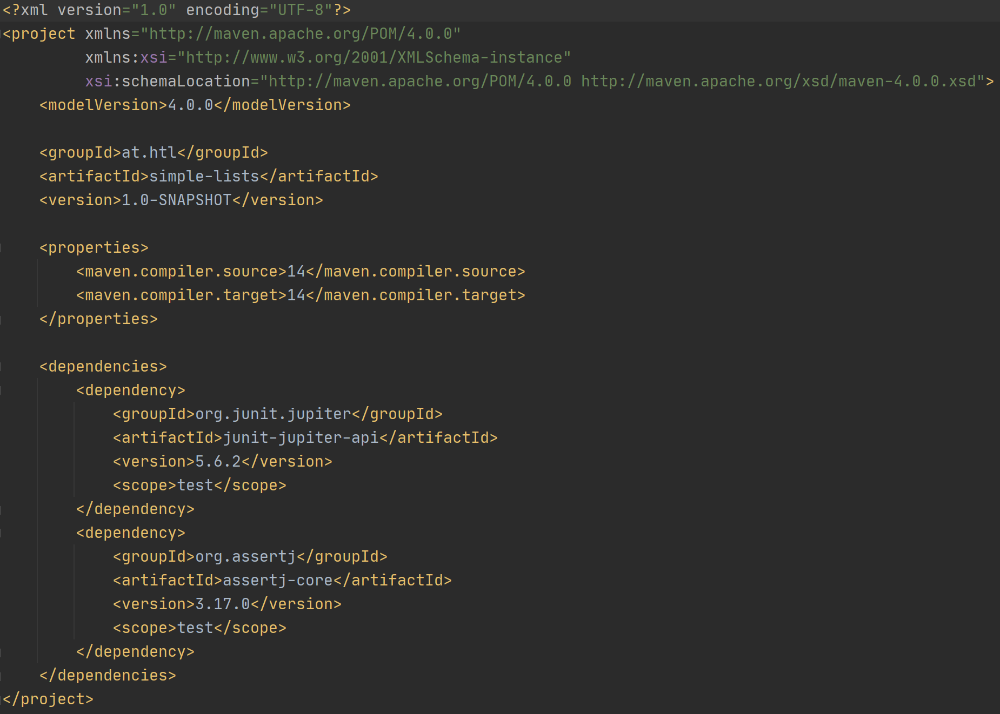 <?xml version="1.0" encoding="UTF-8"?>
<project xmlns="http://maven.apache.org/POM/4.0.0"
         xmlns:xsi="http://www.w3.org/2001/XMLSchema-instance"
         xsi:schemaLocation="http://maven.apache.org/POM/4.0.0 http://maven.apache.org/xsd/maven-4.0.0.xsd">
    <modelVersion>4.0.0</modelVersion>

    <groupId>at.htl</groupId>
    <artifactId>simple-lists</artifactId>
    <version>1.0-SNAPSHOT</version>

    <properties>
        <maven.compiler.source>14</maven.compiler.source>
        <maven.compiler.target>14</maven.compiler.target>
    </properties>

    <dependencies>
        <dependency>
            <groupId>org.junit.jupiter</groupId>
            <artifactId>junit-jupiter-api</artifactId>
            <version>5.6.2</version>
            <scope>test</scope>
        </dependency>
        <dependency>
            <groupId>org.assertj</groupId>
            <artifactId>assertj-core</artifactId>
            <version>3.17.0</version>
            <scope>test</scope>
        </dependency>
    </dependencies>
</project>